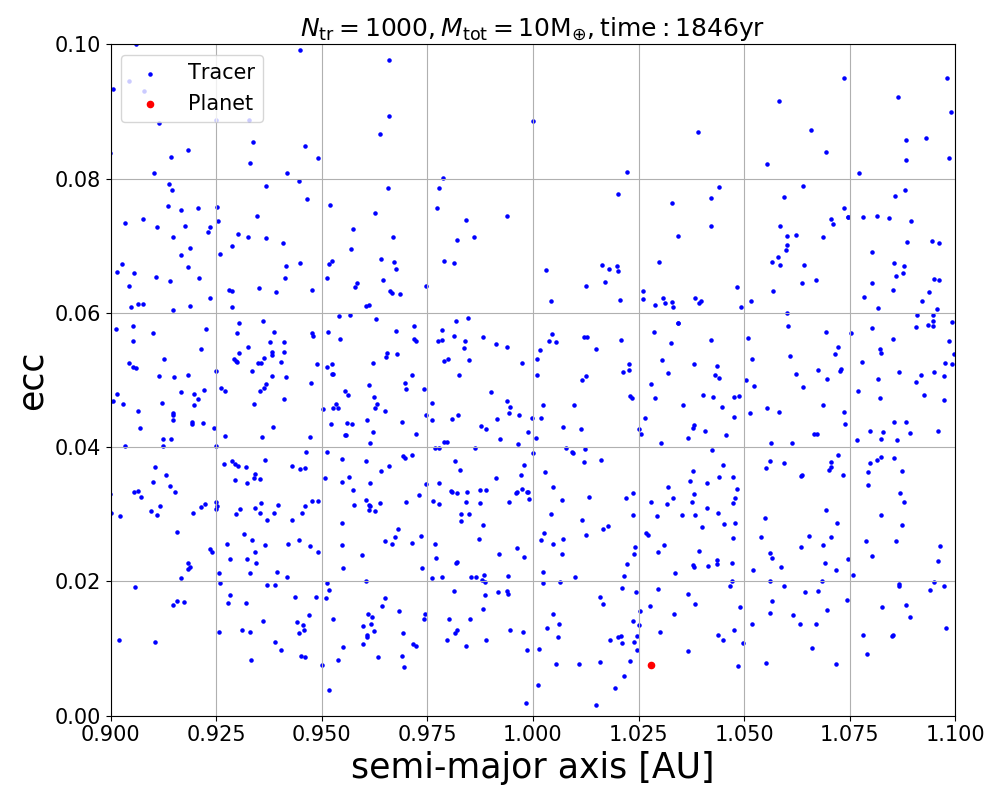 N_tr = 1000, M_tot = 10M_⊕, time : 1846yr
Tracer
Planet
0.10
0.08
0.06
0.04
0.02
0.00
ecc
0.900 0.925 0.950 0.975 1.000 1.025 1.050 1.075 1.100
semi-major axis [AU]